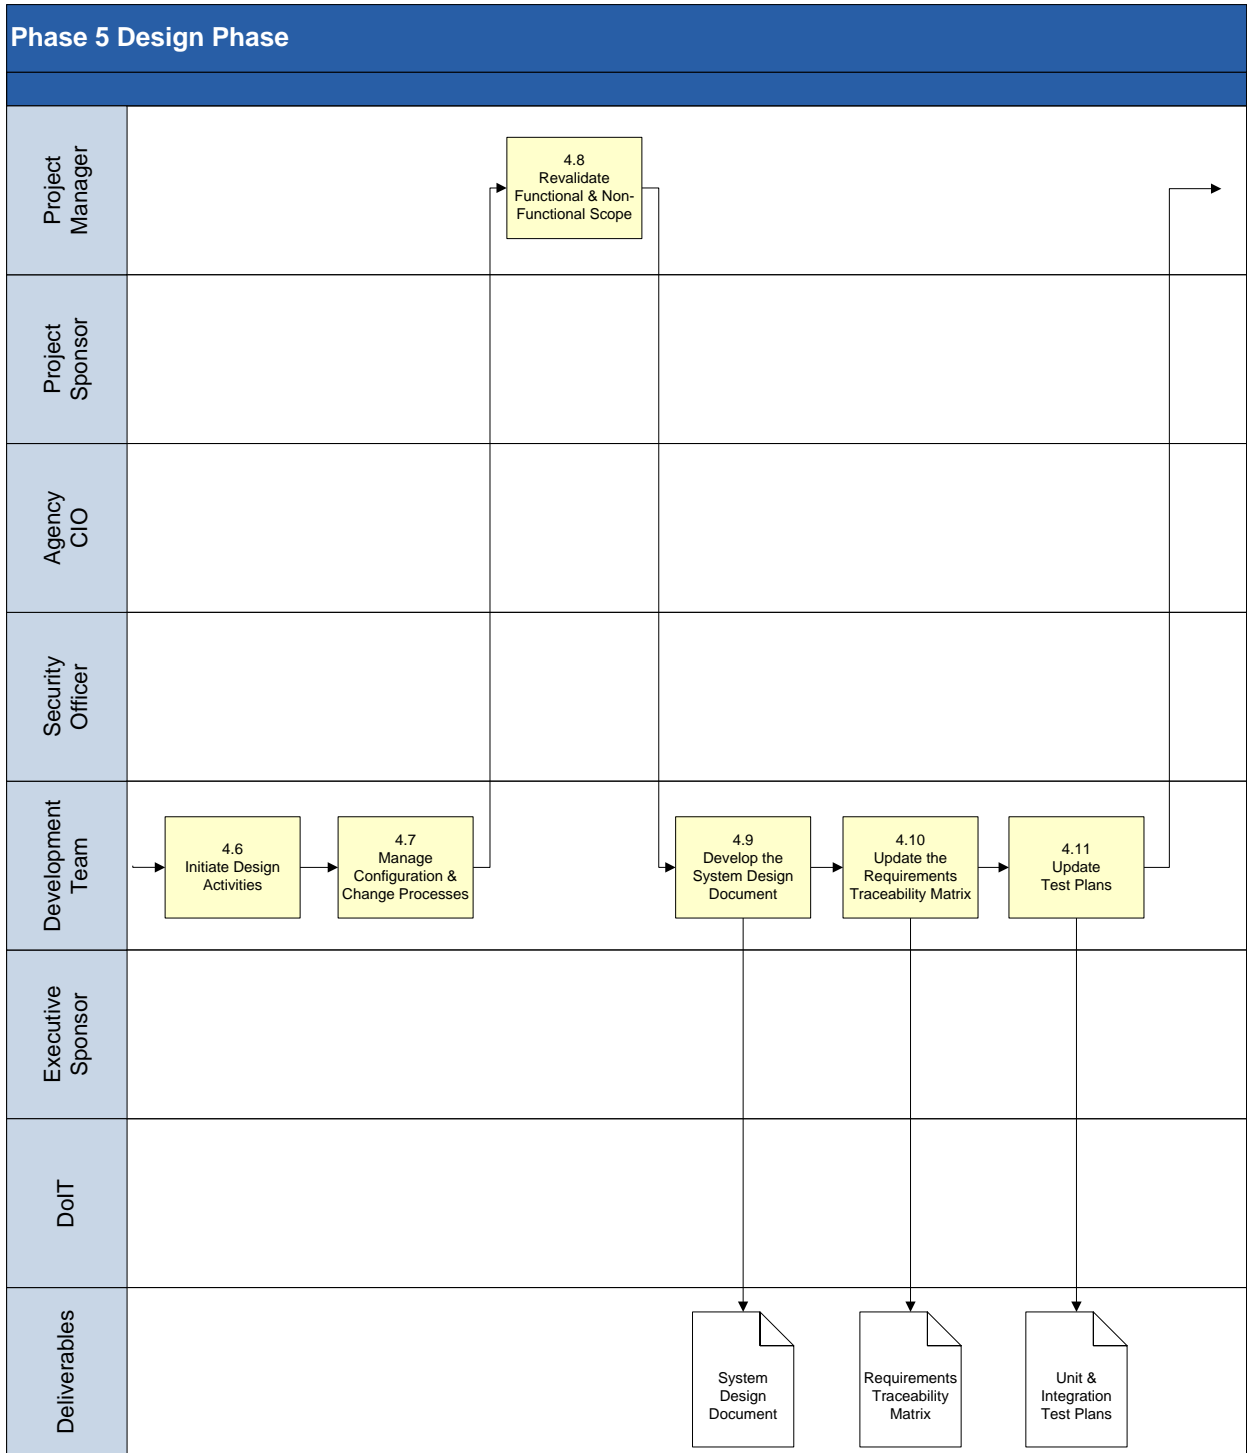 Phase 5 Design Phase
Project
Manager
4.8
Revalidate
Functional & Non-
Functional Scope
Project
Sponsor
Agency
CIO
Security
Officer
Development
Team
4.6
Initiate Design
Activities
4.7
Manage
Configuration &
Change Processes
4.9
Develop the
System Design
Document
4.10
Update the
Requirements
Traceability Matrix
4.11
Update
Test Plans
Executive
Sponsor
DoIT
Deliverables
System
Design
Document
Requirements
Traceability
Matrix
Unit &
Integration
Test Plans